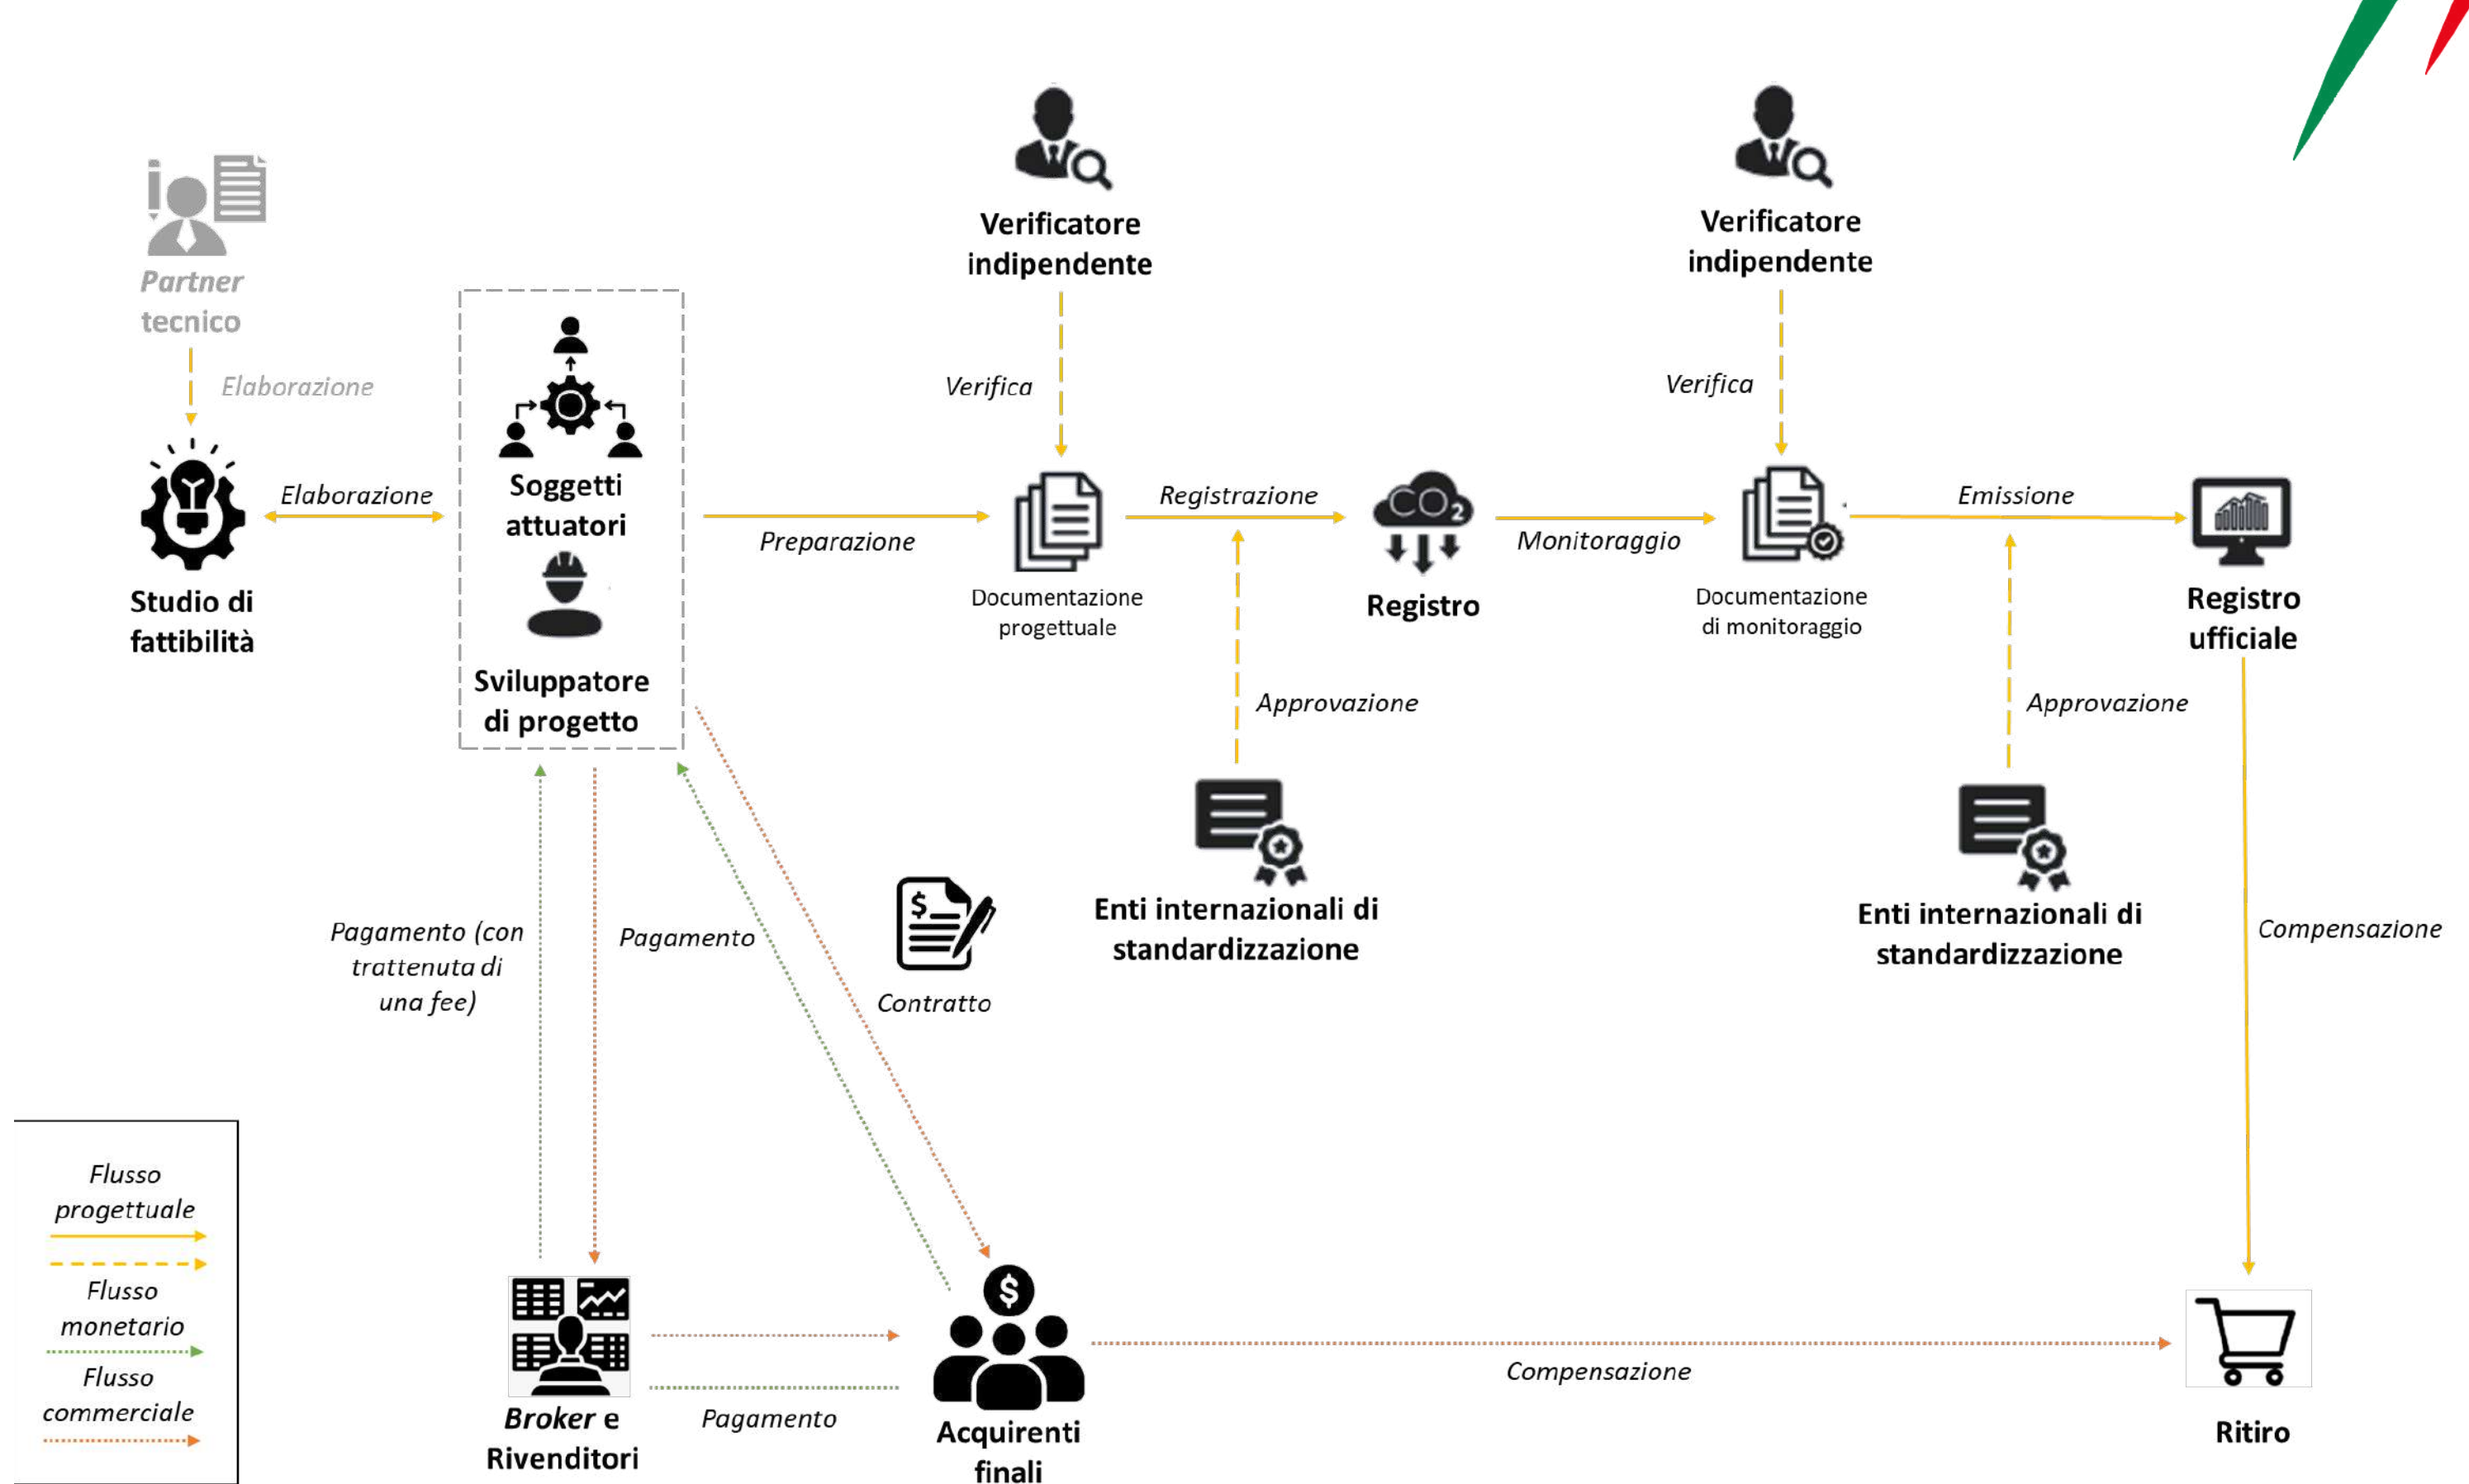 Partner
tecnico
Elaborazione
Studio di
fattibilità
Elaborazione
Soggetti
attuatori
Sviluppatore
di progetto
Preparazione
Verificatore
indipendente
Verifica
Documentazione
progettuale
Registrazione
CO2
Registro
Approvazione
Enti internazionali di
standardizzazione
Monitoraggio
Verificatore
indipendente
Verifica
Documentazione
di monitoraggio
Emissione
Approvazione
Enti internazionali di
standardizzazione
Registro
ufficiale
Compensazione
Pagamento (con
trattenuta di
una fee)
Pagamento
$
Contratto
Flusso
progettuale
Flusso
monetario
Flusso
commerciale
Broker e
Rivenditori
Pagamento
$
Acquirenti
finali
Compensazione
Ritiro